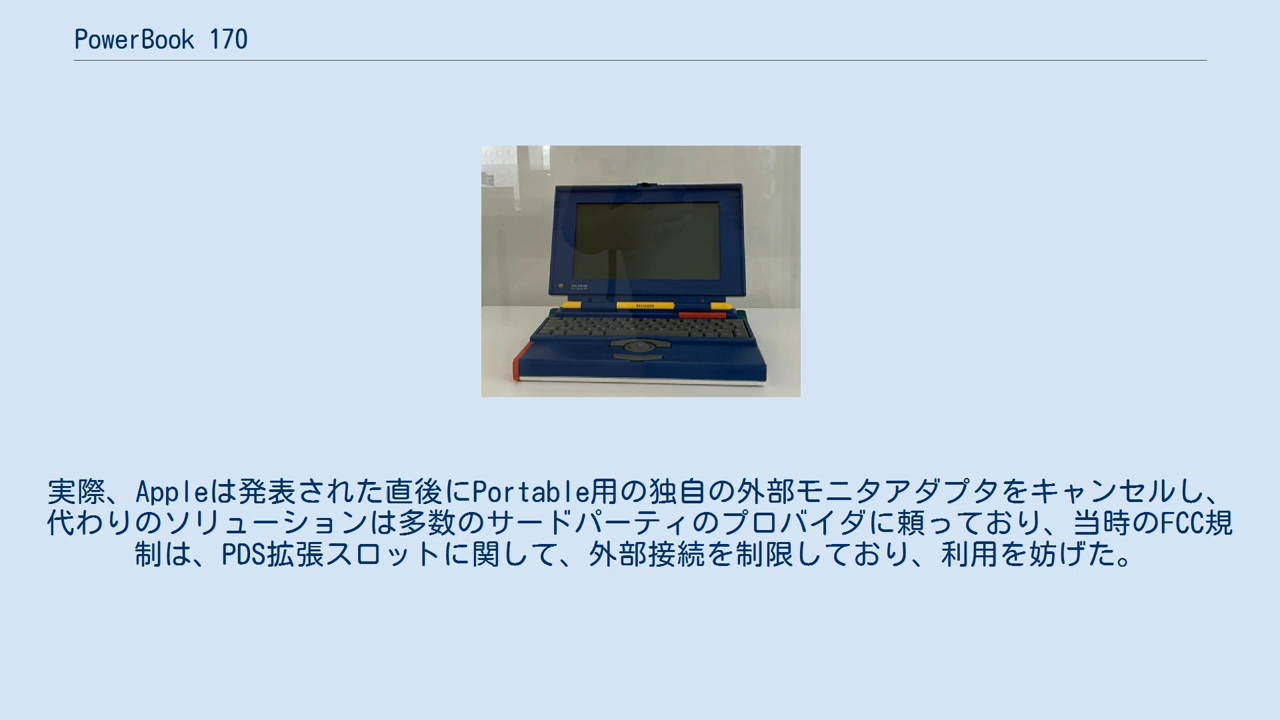 PowerBook 170
実際、Appleは発表された直後にPortable用の独自の外部モニタアダプタをキャンセルし、
代わりのソリューションは多数のサードパーティのプロバイダに頼っており、当時のFCC規
制は、PDS拡張スロットに関して、外部接続を制限しており、利用を妨げた。